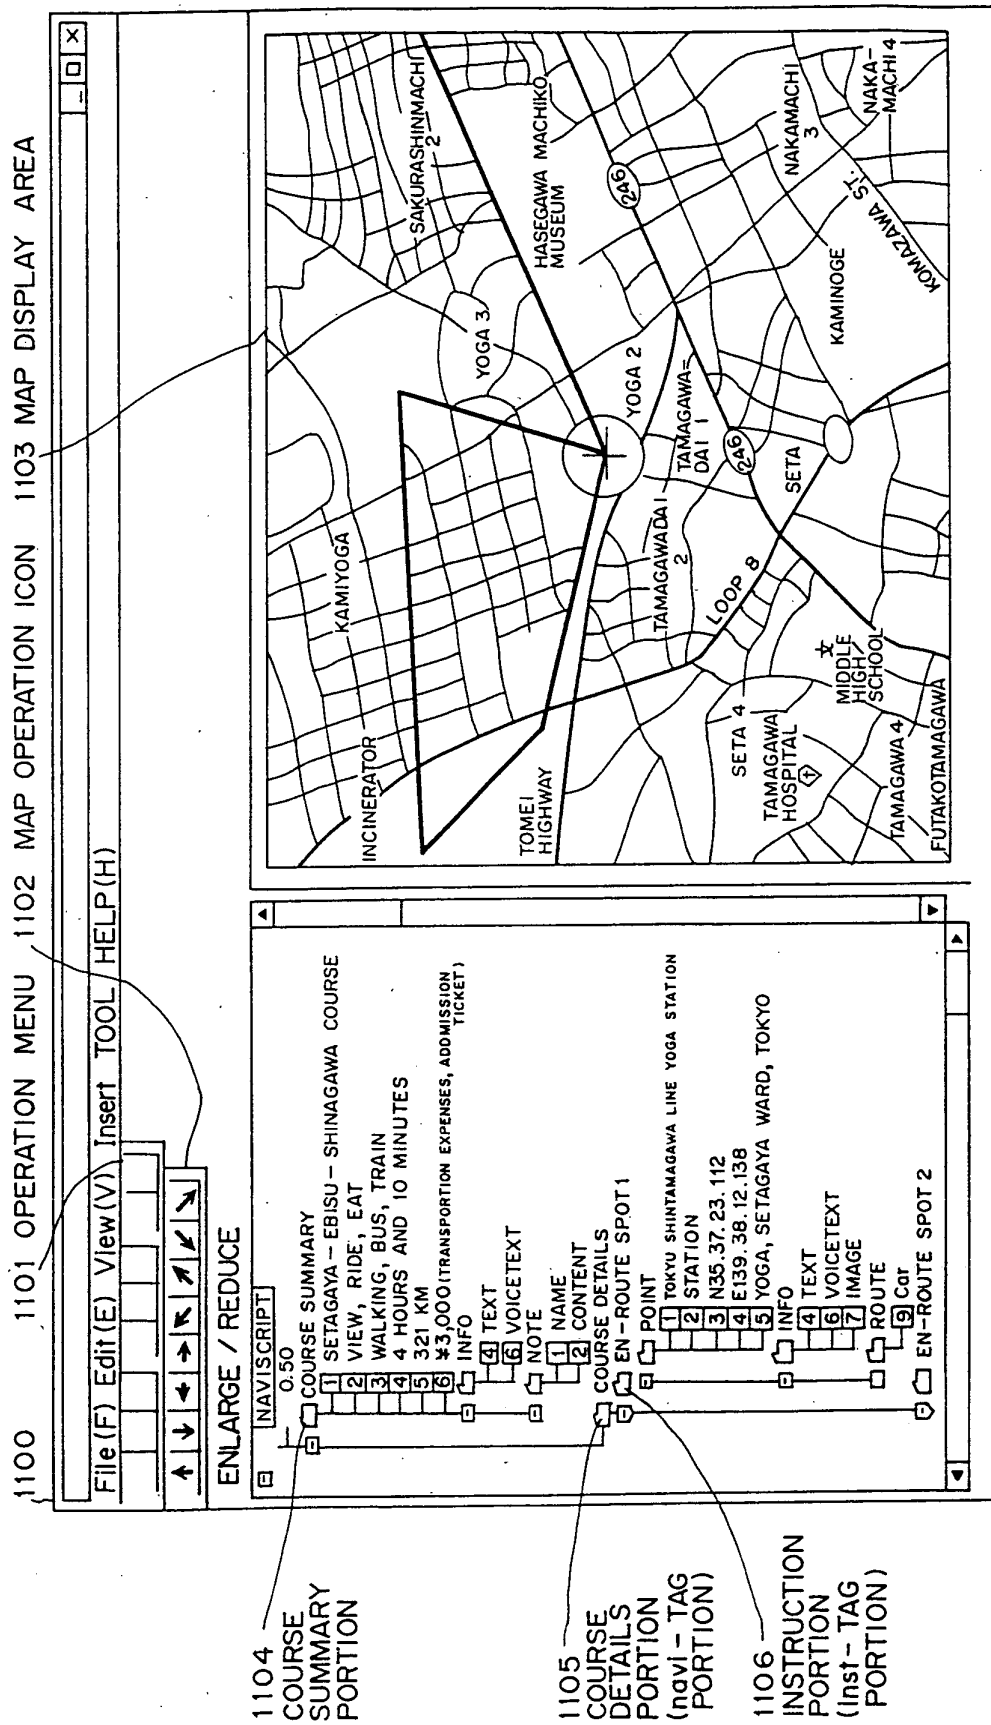 1100
1101 OPERATION MENU
1102 MAP OPERATION ICON
1103 MAP DISPLAY AREA
File(F) Edit(E) View(V) Insert TOOL HELP(H)
ENLARGE / REDUCE
NAVISCRIPT
0.50
COURSE SUMMARY
1 SETAGAYA-EBISU-SHINAGAWA COURSE
2 VIEW, RIDE, EAT
3 WALKING, BUS, TRAIN
4 4 HOURS AND 10 MINUTES
5 321 KM
6 ¥3,000 (TRANSPORTION EXPENSES, ADDMISSION
TICKET)
INFO
4 TEXT
6 VOICETEXT
NOTE
1 NAME
2 CONTENT
COURSE DETAILS
EN-ROUTE SPOT 1
POINT
1 TOKYU SHINTAMAGAWA LINE YOGA STATION
2 STATION
3 N35.37.23.112
4 E139.38.12.138
5 YOGA, SETAGAYA WARD, TOKYO
INFO
4 TEXT
6 VOICETEXT
7 IMAGE
ROUTE
9 Car
EN-ROUTE SPOT 2
1104
COURSE
SUMMARY
PORTION
1105
COURSE
DETAILS
PORTION
(navi-TAG
PORTION)
1106
INSTRUCTION
PORTION
(Inst-TAG
PORTION)
INCINERATOR
KAMIYOGA
SAKURASHINMACHI
2
YOGA 3
HASEGAWA MACHIKO
MUSEUM
TOMEI
HIGHWAY
YOGA 2
246
TAMAGAWADAI
2
TAMAGAWA=
DAI 1
LOOP 8
246
SETA
SETA 4
TAMAGAWA
HOSPITAL
MIDDLE
HIGH
SCHOOL
KAMINOGE
NAKAMACHI
3
NAKA-
MACHI 4
KOMAZAWA ST.
TAMAGAWA 4
FUTAKOTAMAGAWA